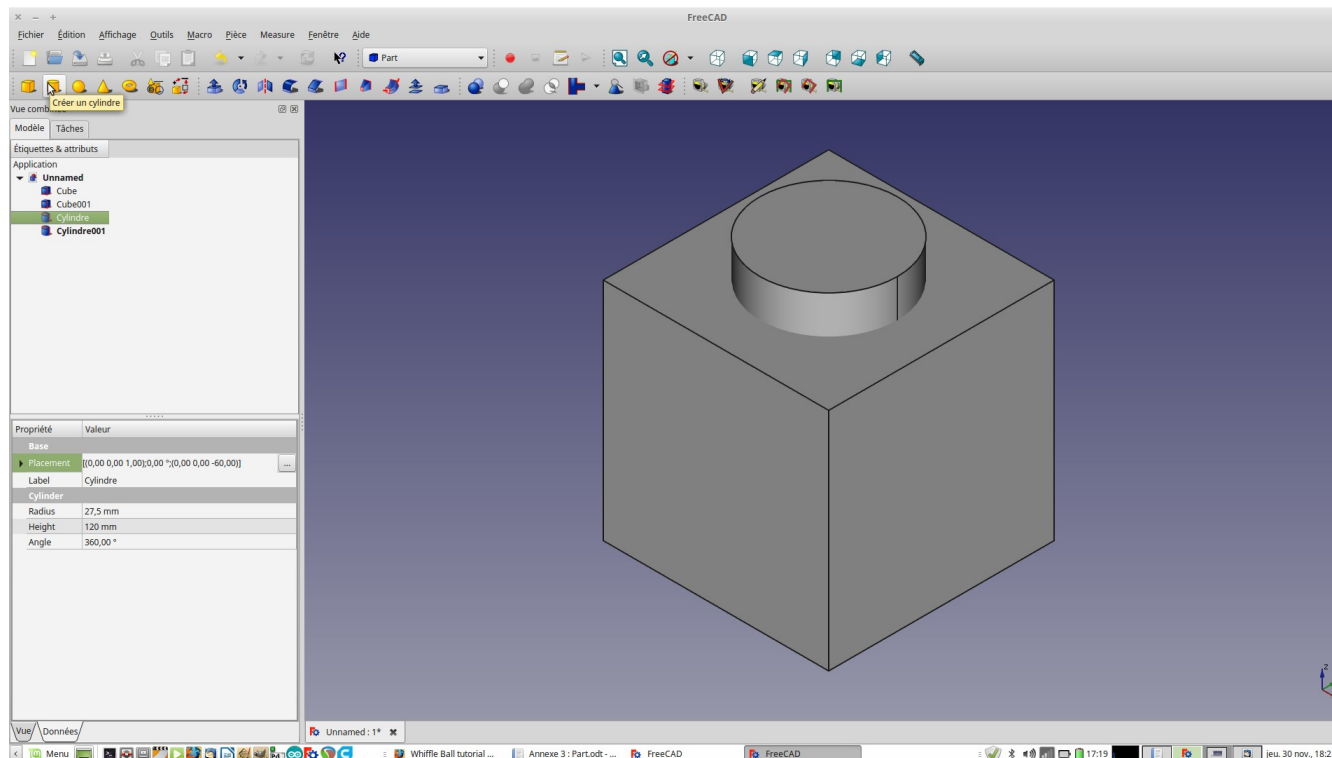 FreeCAD
Fichier Édition Affichage Outils Macro Pièce Measure Fenêtre Aide
Part
Créer un cylindre
Vue comb
Modèle Tâches
Étiquettes & attributs
Application
Unnamed
Cube
Cube001
Cylindre
Cylindre001
Propriété Valeur
Base
Placement [(0,00 0,00 1,00);0,00 °;(0,00 0,00 -60,00)] ...
Label Cylindre
Cylinder
Radius 27,5 mm
Height 120 mm
Angle 360,00 °
Z
Vue Données
Unnamed : 1*
Menu Whiffle Ball tutorial ... Annexe 3 : Part.odt - ... FreeCAD FreeCAD 17:19 jeu. 30 nov., 18:2